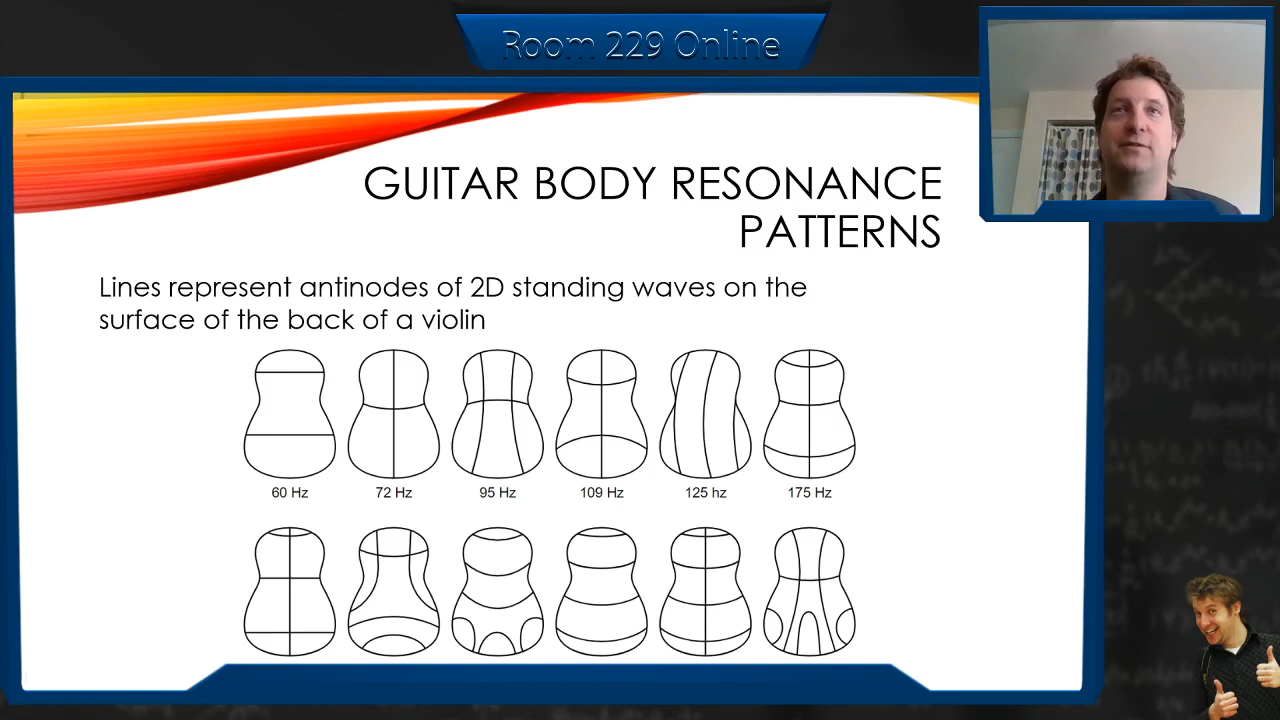 Room 229 Online
GUITAR BODY RESONANCE
PATTERNS
Lines represent antinodes of 2D standing waves on the
surface of the back of a violin
60 Hz 72 Hz 95 Hz 109 Hz 125 hz 175 Hz